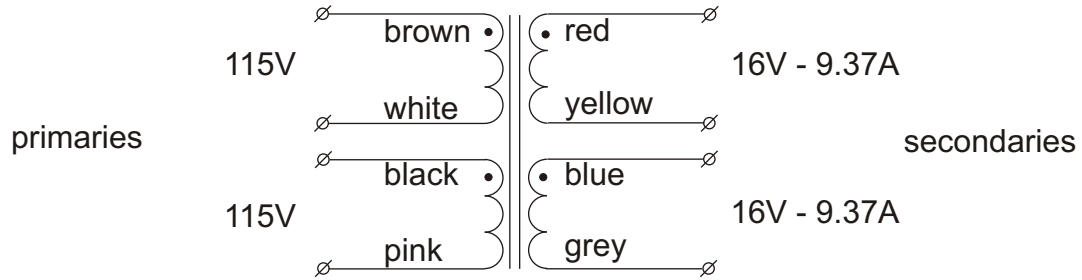 brown
red
115V
16V - 9.37A
white
yellow
primaries
secondaries
black
blue
115V
16V - 9.37A
pink
grey